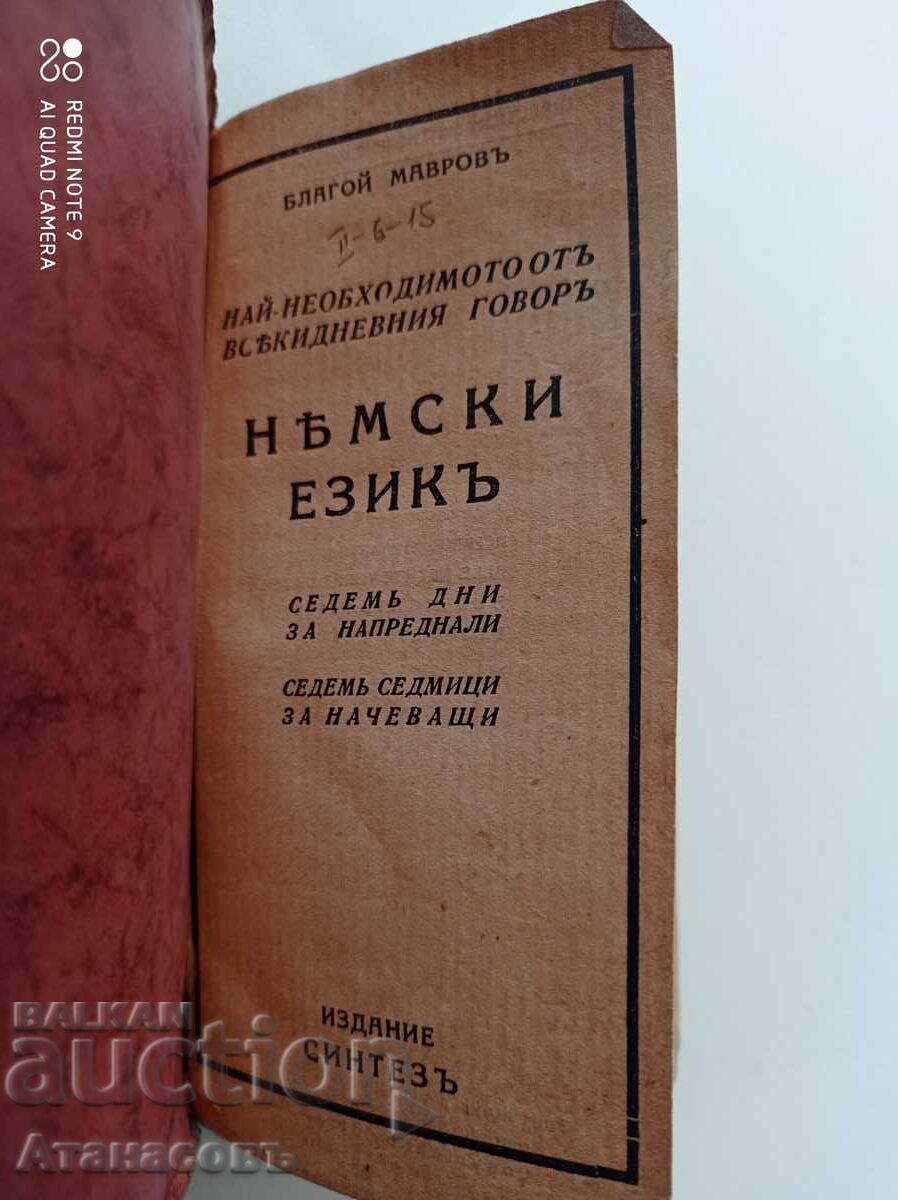 REDMI NOTE 9
AI QUAD CAMERA
БЛАГОЙ МАВРОВЪ
II-6-15
НАЙ-НЕОБХОДИМОТО ОТЪ
ВСѢКИДНЕВНИЯ ГОВОРЪ
НѢМСКИ
ЕЗИКЪ
СЕДЕМЬ ДНИ
ЗА НАПРЕДНАЛИ
СЕДЕМЬ СЕДМИЦИ
ЗА НАЧЕВАЩИ
ИЗДАНИЕ
СИНТЕЗЪ
BALKAN
auction
Атанасовъ